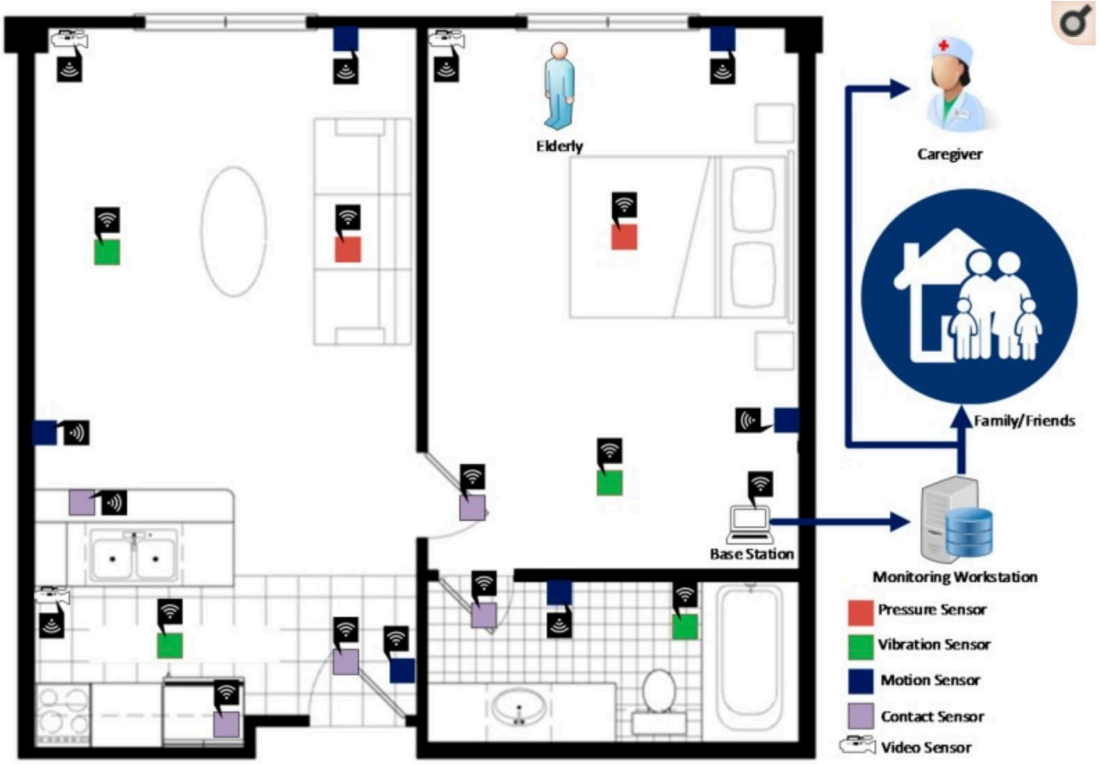 Elderly
Caregiver
Family/Friends
Base Station
Monitoring Workstation
Pressure Sensor
Vibration Sensor
Motion Sensor
Contact Sensor
Video Sensor